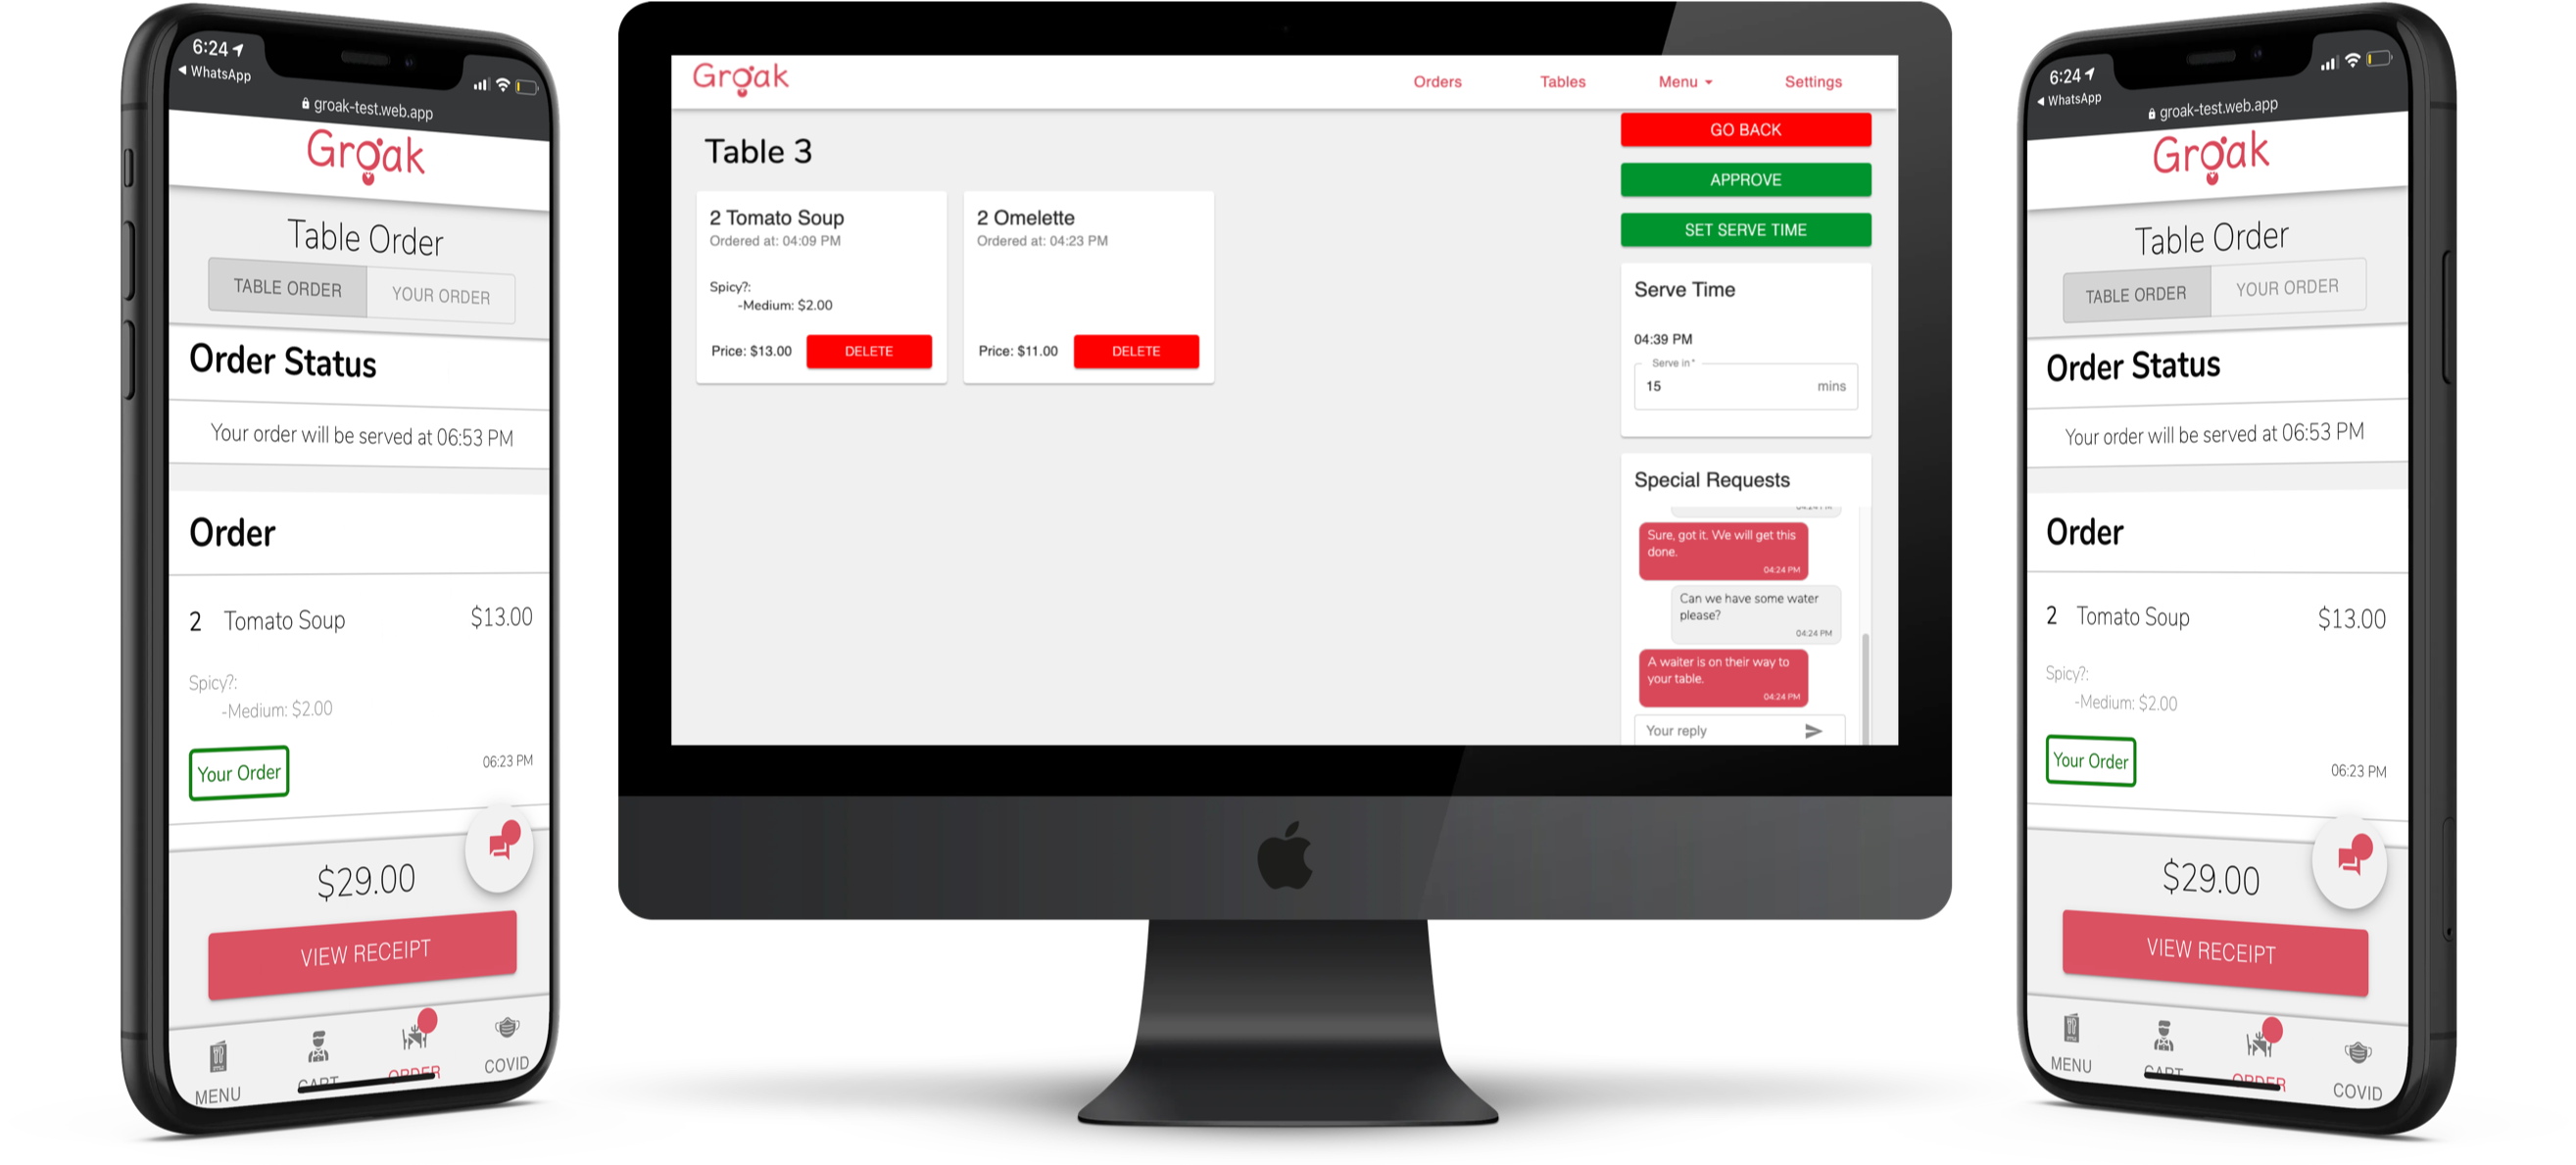 6:24
WhatsApp
groak-test.web.app
Groak
Table Order
TABLE ORDER
YOUR ORDER
Order Status
Your order will be served at 06:53 PM
Order
2 Tomato Soup $13.00
Spicy?:
-Medium: $2.00
Your Order
06:23 PM
$29.00
VIEW RECEIPT
MENU
CART
ORDER
COVID
Groak
Orders
Tables
Menu
Settings
Table 3
2 Tomato Soup
Ordered at: 04:09 PM
Spicy?:
-Medium: $2.00
Price: $13.00
DELETE
2 Omelette
Ordered at: 04:23 PM
Price: $11.00
DELETE
GO BACK
APPROVE
SET SERVE TIME
Serve Time
04:39 PM
Serve in *
15 mins
Special Requests
04:24 PM
Sure, got it. We will get this
done.
04:24 PM
Can we have some water
please?
04:24 PM
A waiter is on their way to
your table.
04:24 PM
Your reply
6:24
WhatsApp
groak-test.web.app
Groak
Table Order
TABLE ORDER
YOUR ORDER
Order Status
Your order will be served at 06:53 PM
Order
2 Tomato Soup $13.00
Spicy?:
-Medium: $2.00
Your Order
06:23 PM
$29.00
VIEW RECEIPT
MENU
CART
ORDER
COVID